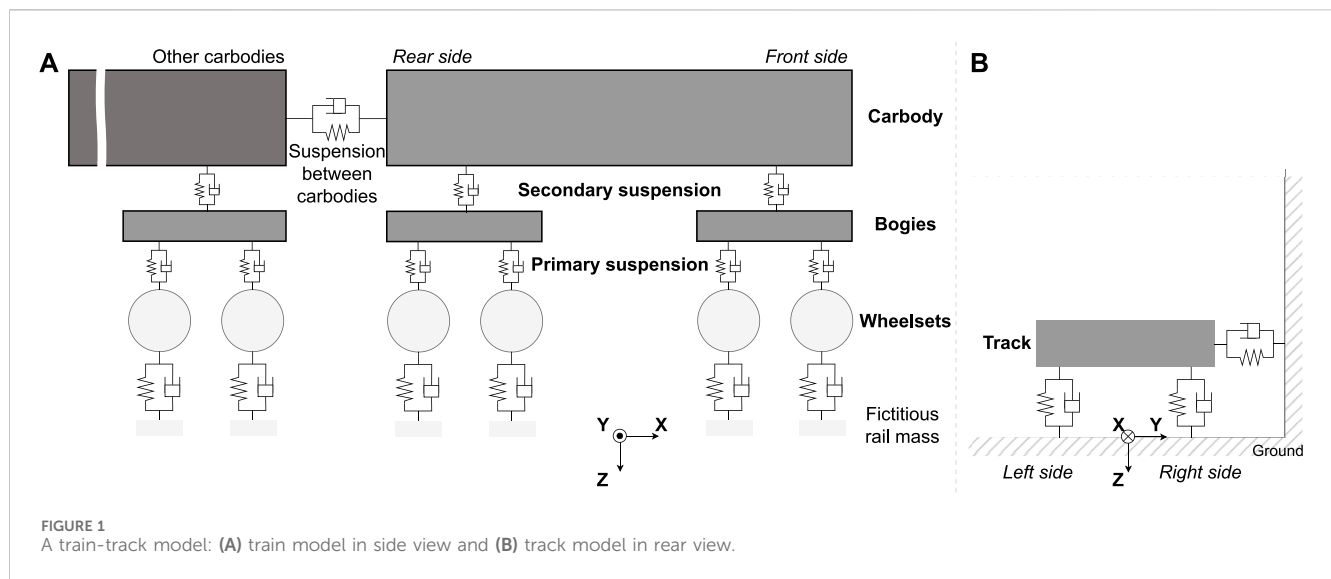 A
Other carbodies
Rear side
Front side
B
Carbody
Suspension
between
carbodies
Secondary suspension
Bogies
Primary suspension
Wheelsets
Track
Fictitious
rail mass
Y X
Z
X Y
Z
Ground
Left side
Right side
FIGURE 1
A train-track model: (A) train model in side view and (B) track model in rear view.